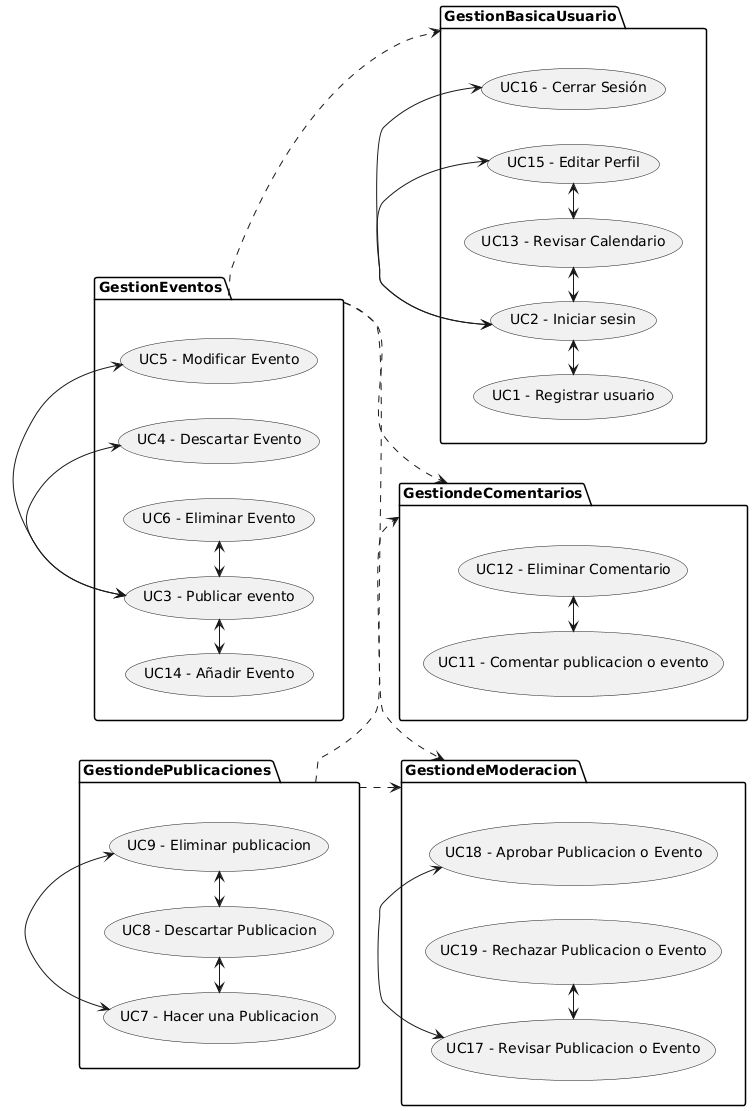 GestionBasicaUsuario
UC16 - Cerrar Sesión
UC15 - Editar Perfil
UC13 - Revisar Calendario
UC2 - Iniciar sesin
UC1 - Registrar usuario
GestionEventos
UC5 - Modificar Evento
UC4 - Descartar Evento
UC6 - Eliminar Evento
UC3 - Publicar evento
UC14 - Añadir Evento
GestiondeComentarios
UC12 - Eliminar Comentario
UC11 - Comentar publicacion o evento
GestiondePublicaciones
UC9 - Eliminar publicacion
UC8 - Descartar Publicacion
UC7 - Hacer una Publicacion
GestiondeModeracion
UC18 - Aprobar Publicacion o Evento
UC19 - Rechazar Publicacion o Evento
UC17 - Revisar Publicacion o Evento